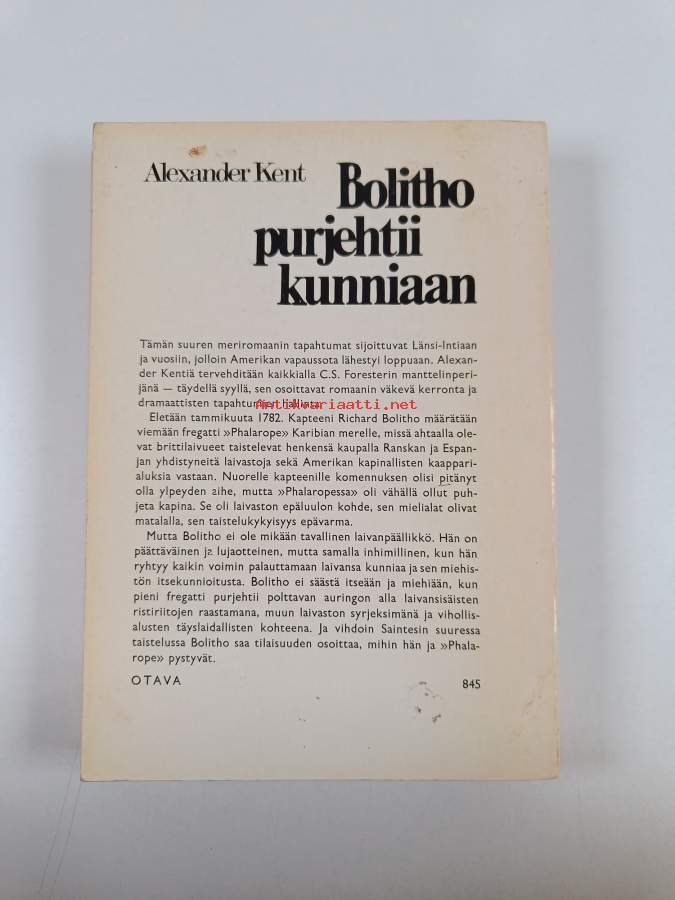 Alexander Kent
Bolitho
purjehtii
kunniaan
Tämän suuren meriromaanin tapahtumat sijoittuvat Länsi-Intiaan
ja vuosiin, jolloin Amerikan vapaussota lähestyi loppuaan. Alexan-
der Kentiä tervehditään kaikkialla C.S. Foresterin manttelinperi-
jänä — täydellä syyllä, sen osoittavat romaanin väkevä kerronta ja
dramaattisten tapahtumien
Antikvariaatti.net
Eletään tammikuuta 1782. Kapteeni Richard Bolitho määrätään
viemään fregatti »Phalarope» Karibian merelle, missä ahtaalla ole-
vat brittilaivueet taistelevat henkensä kaupalla Ranskan ja Espan-
jan yhdistyneitä laivastoja sekä Amerikan kapinallisten kaappari-
aluksia vastaan. Nuorelle kapteenille komennuksen olisi pitänyt
olla ylpeyden aihe, mutta »Phalaropessa» oli vähällä ollut puh-
jeta kapina. Se oli laivaston epäluulon kohde, sen mielialat olivat
matalalla, sen taistelukykyisyys epävarma.
Mutta Bolitho ei ole mikään tavallinen laivanpäällikkö. Hän on
päättäväinen ja lujaotteinen, mutta samalla inhimillinen, kun hän
ryhtyy kaikin voimin palauttamaan laivansa kunniaa ja sen miehis-
tön itsekunnioitusta. Bolitho ei säästä itseään ja miehiään, kun
pieni fregatti purjehtii polttavan auringon alla laivansisäisten
ristiriitojen raastamana, muun laivaston syrjeksimänä ja vihollis-
alusten täyslaidallisten kohteena. Ja vihdoin Saintesin suuressa
taistelussa Bolitho saa tilaisuuden osoittaa, mihin hän ja »Phala-
rope» pystyvät.
OTAVA
845